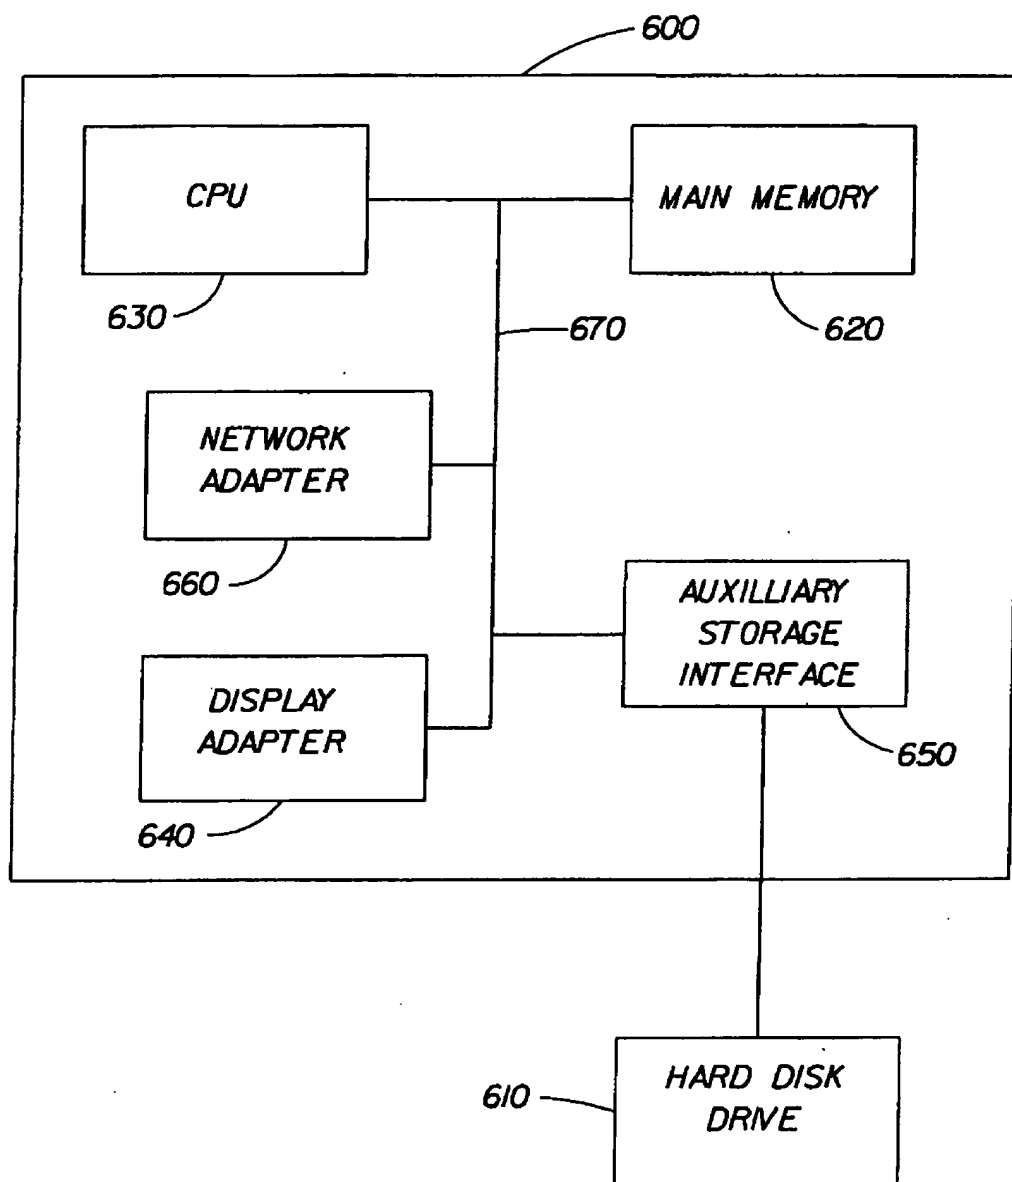 600
CPU
630
MAIN MEMORY
620
670
NETWORK
ADAPTER
660
AUXILLIARY
STORAGE
INTERFACE
650
DISPLAY
ADAPTER
640
HARD DISK
DRIVE
610